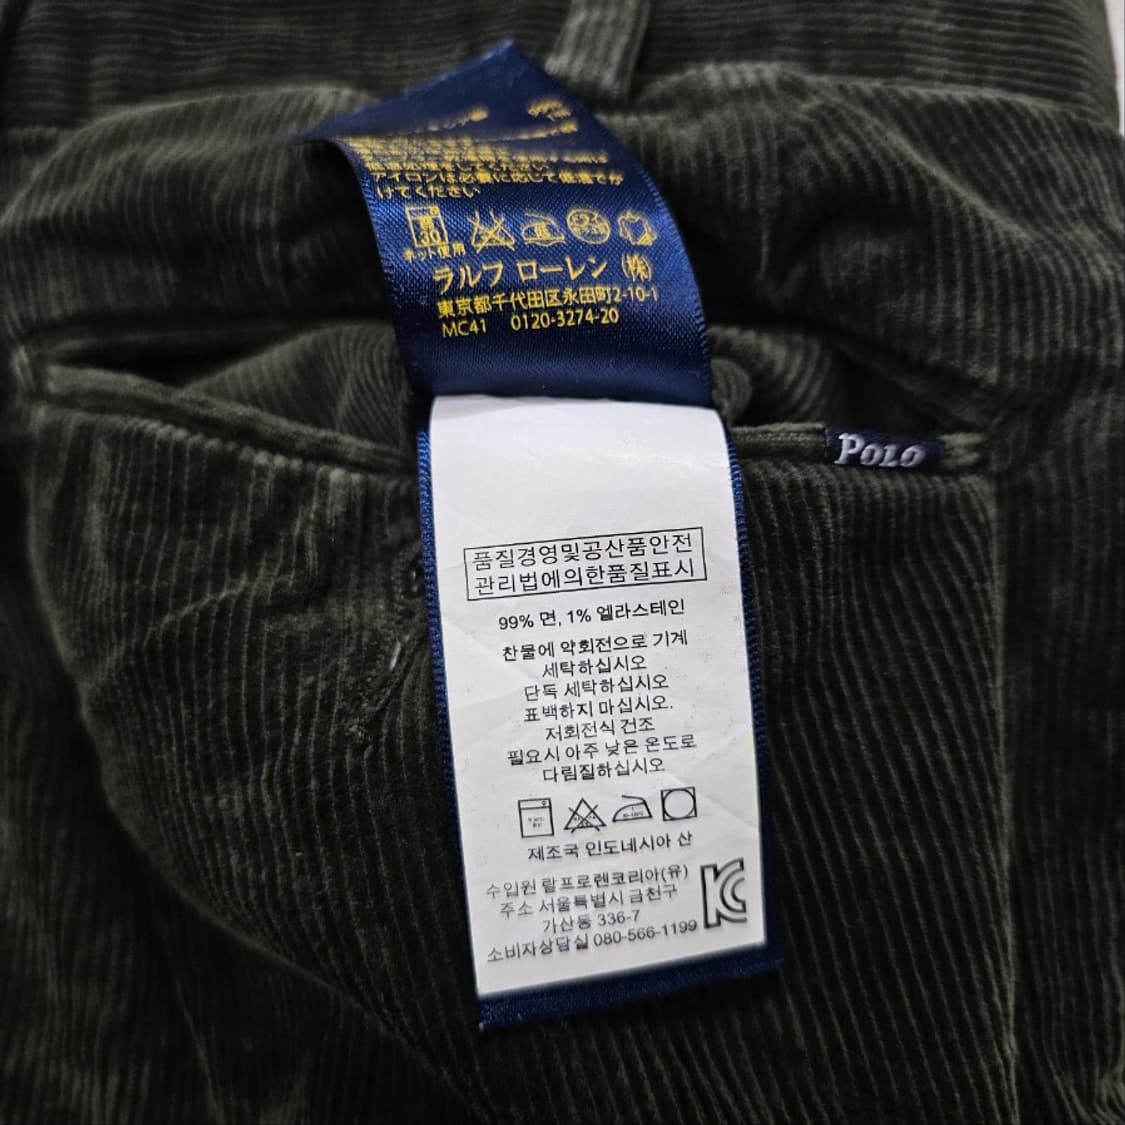 アイロンは必要に応じて低温でか
けてください
ネット使用
ラルフ ローレン (株)
東京都千代田区永田町2-10-1
MC41 0120-3274-20
POLO
품질경영및공산품안전
관리법에의한품질표시
99% 면, 1% 엘라스테인
찬물에 약회전으로 기계
세탁하십시오
단독 세탁하십시오
표백하지 마십시오.
저회전식 건조
필요시 아주 낮은 온도로
다림질하십시오
제조국 인도네시아 산
수입원 랄프로렌코리아(유)
주소 서울특별시 금천구
가산동 336-7
소비자상담실 080-566-1199